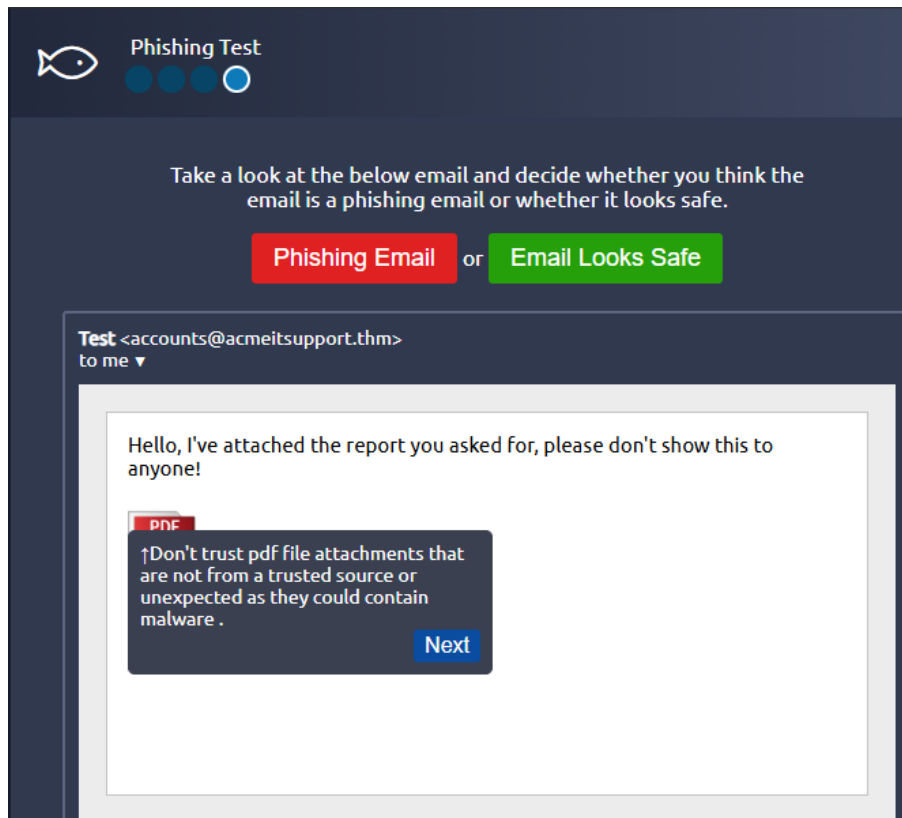 Phishing Test
Take a look at the below email and decide whether you think the
email is a phishing email or whether it looks safe.
Phishing Email or Email Looks Safe
Test <accounts@acmeitsupport.thm>
to me ▾
Hello, I've attached the report you asked for, please don't show this to
anyone!
PDF
↑Don't trust pdf file attachments that
are not from a trusted source or
unexpected as they could contain
malware .
Next